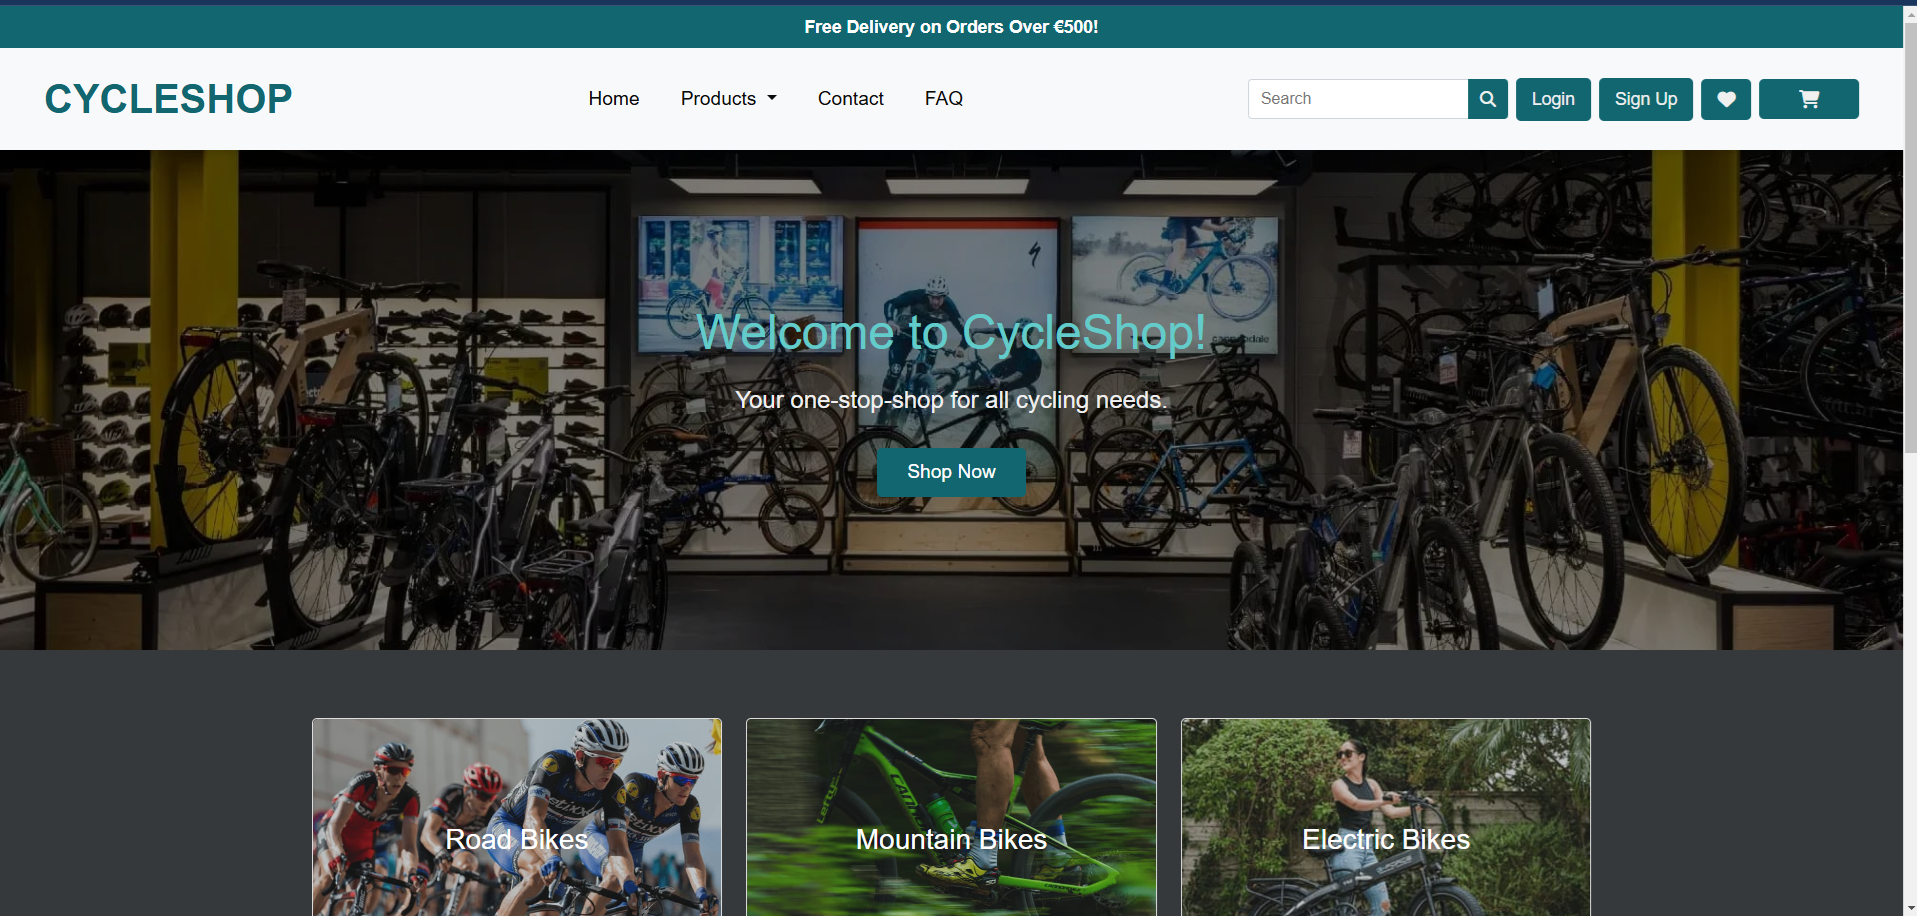 Free Delivery on Orders Over €500!
CYCLESHOP
Home
Products
Contact
FAQ
Search
Login
Sign Up
Welcome to CycleShop!
Your one-stop-shop for all cycling needs.
Shop Now
Road Bikes
Mountain Bikes
Electric Bikes